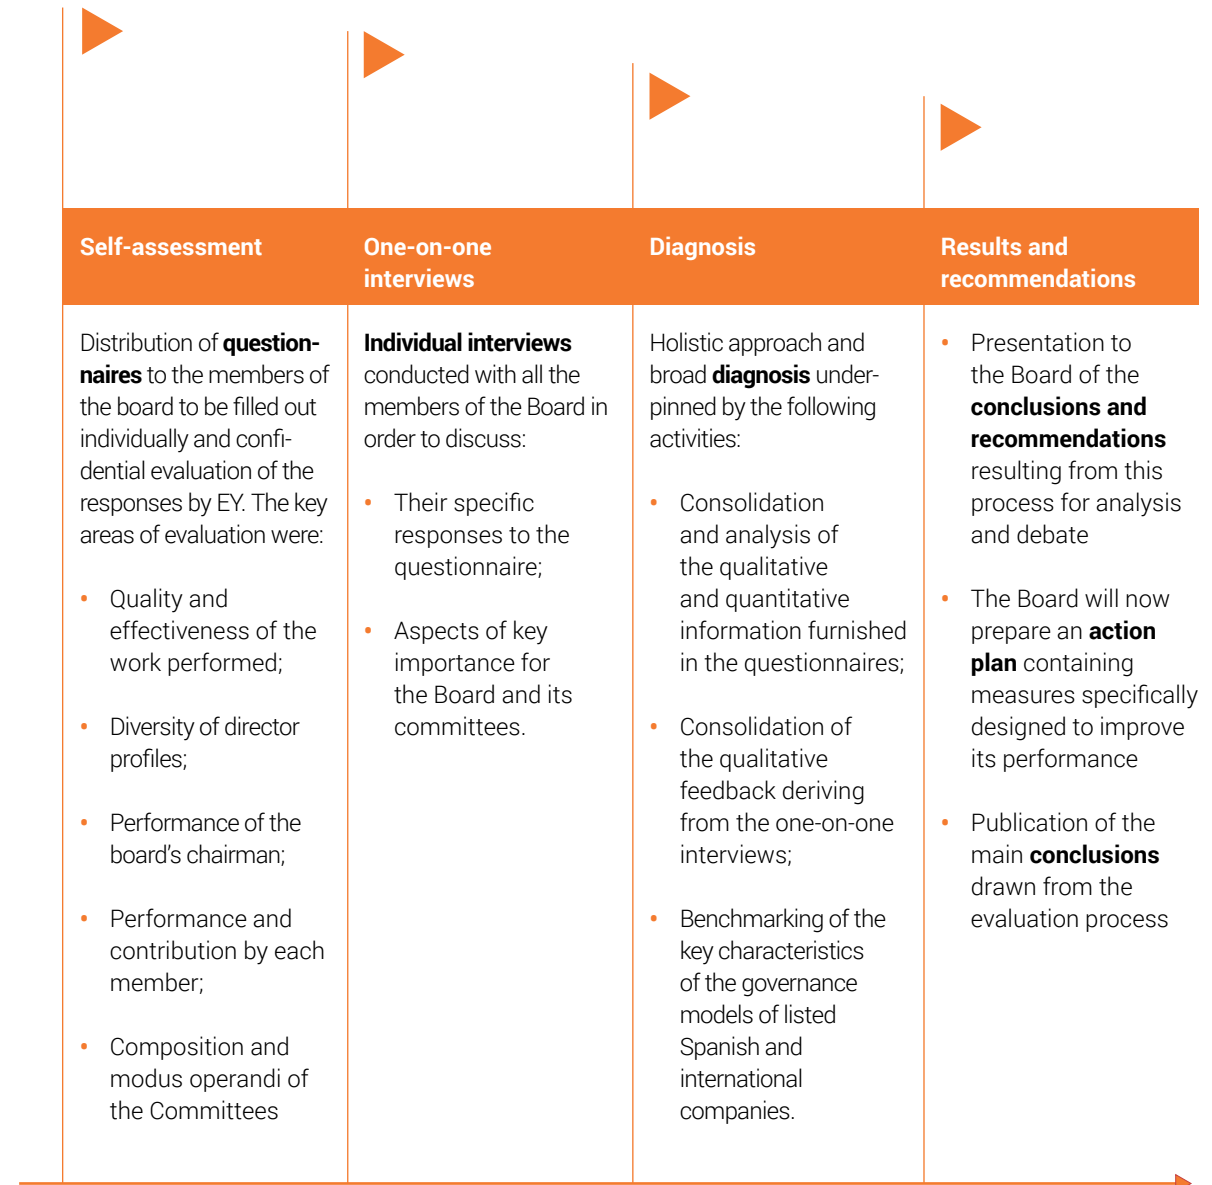 Self-assessment
Distribution of question-
naires to the members of
the board to be filled out
individually and confi-
dential evaluation of the
responses by EY. The key
areas of evaluation were:
• Quality and
effectiveness of the
work performed;
• Diversity of director
profiles;
• Performance of the
board's chairman;
• Performance and
contribution by each
member;
• Composition and
modus operandi of
the Committees
One-on-one
interviews
Individual interviews
conducted with all the
members of the Board in
order to discuss:
• Their specific
responses to the
questionnaire;
• Aspects of key
importance for
the Board and its
committees.
Diagnosis
Holistic approach and
broad diagnosis under-
pinned by the following
activities:
• Consolidation
and analysis of
the qualitative
and quantitative
information furnished
in the questionnaires;
• Consolidation of
the qualitative
feedback deriving
from the one-on-one
interviews;
• Benchmarking of the
key characteristics
of the governance
models of listed
Spanish and
international
companies.
Results and
recommendations
• Presentation to
the Board of the
conclusions and
recommendations
resulting from this
process for analysis
and debate
• The Board will now
prepare an action
plan containing
measures specifically
designed to improve
its performance
• Publication of the
main conclusions
drawn from the
evaluation process